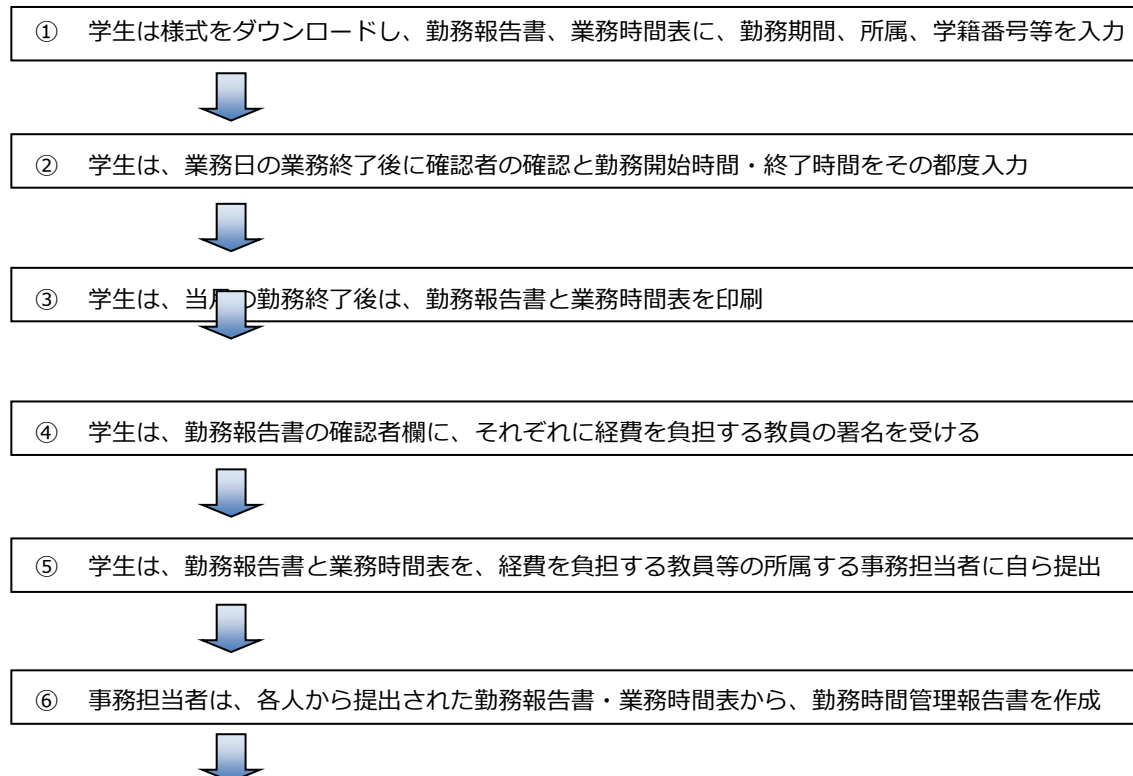 ① 学生は様式をダウンロードし、勤務報告書、業務時間表に、勤務期間、所属、学籍番号等を入力
② 学生は、業務日の業務終了後に確認者の確認と勤務開始時間・終了時間をその都度入力
③ 学生は、当月の勤務終了後は、勤務報告書と業務時間表を印刷
④ 学生は、勤務報告書の確認者欄に、それぞれに経費を負担する教員の署名を受ける
⑤ 学生は、勤務報告書と業務時間表を、経費を負担する教員等の所属する事務担当者に自ら提出
⑥ 事務担当者は、各人から提出された勤務報告書・業務時間表から、勤務時間管理報告書を作成